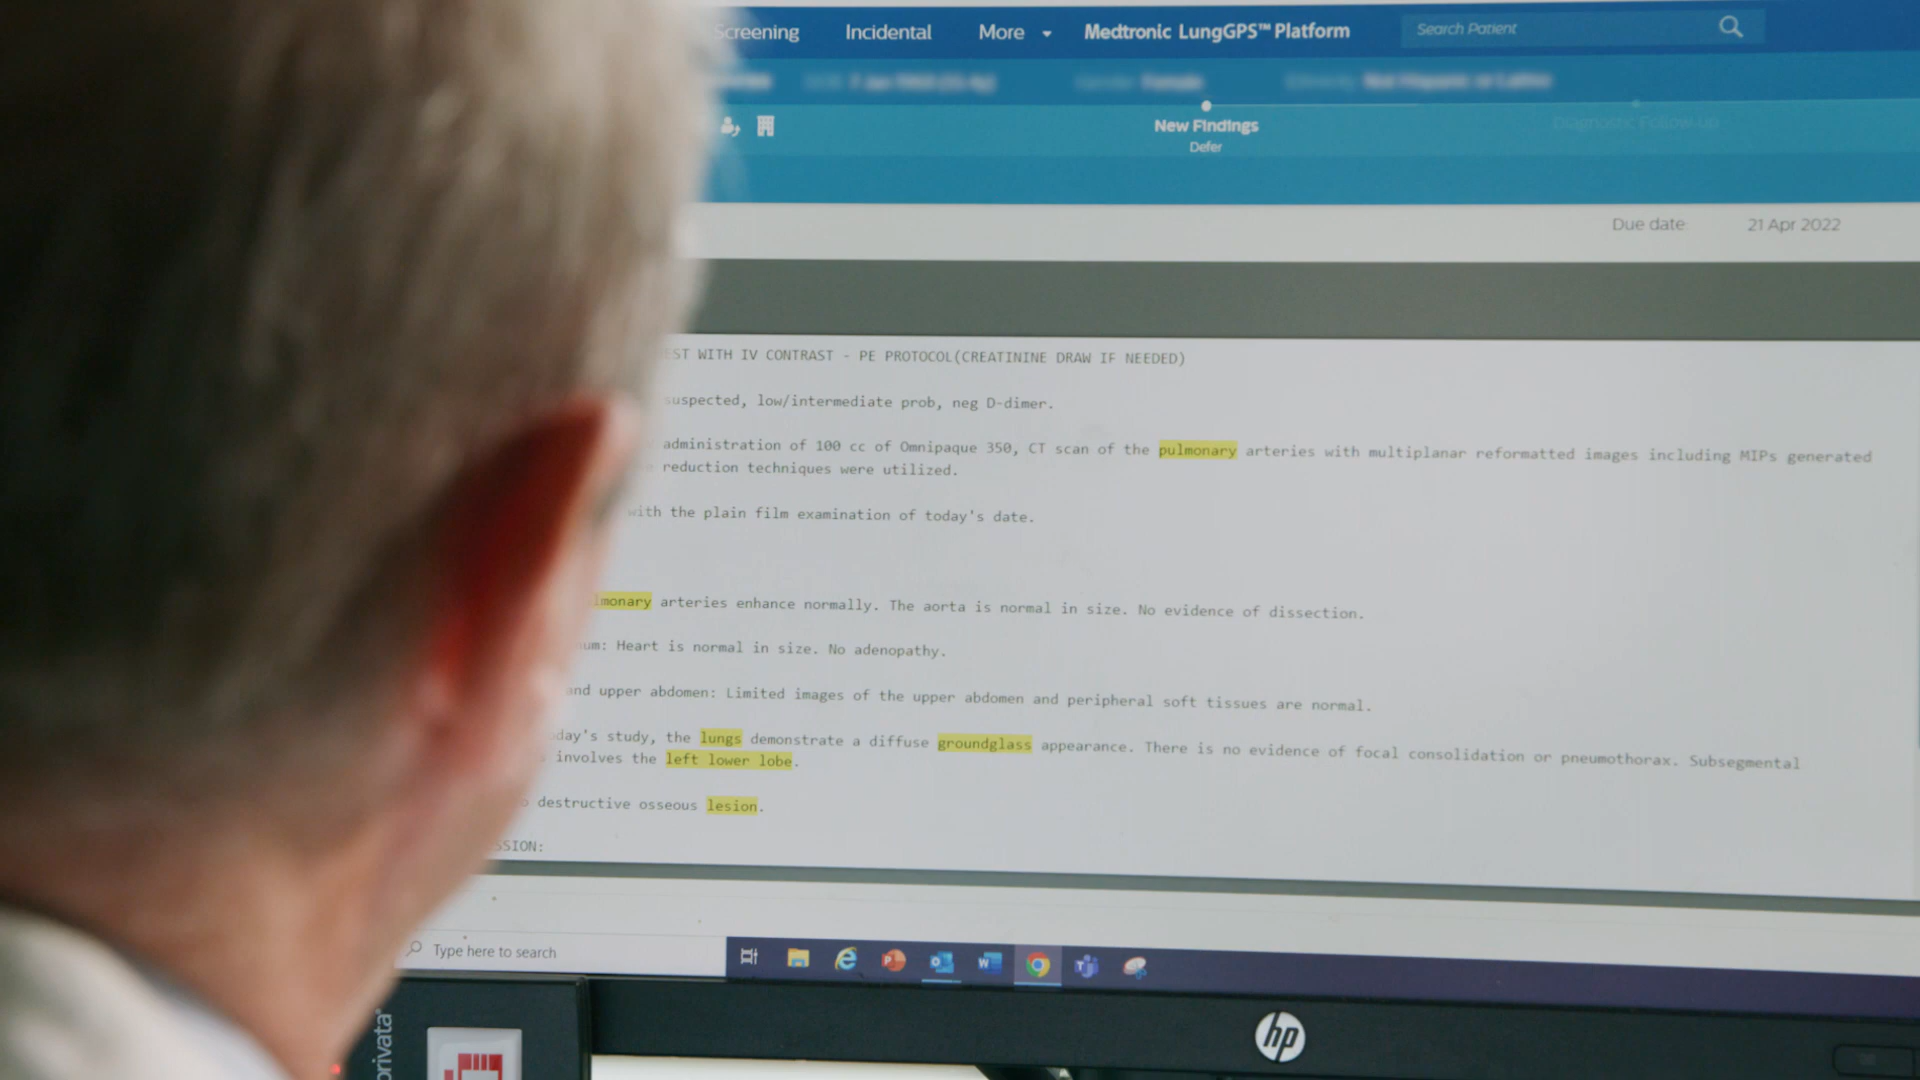 Screening Incidental More Medtronic LungGPS™ Platform Search Patient
New Findings Diagnostic Follow-up
Defer
Due date: 21 Apr 2022
EST WITH IV CONTRAST - PE PROTOCOL(CREATININE DRAW IF NEEDED)
suspected, low/intermediate prob, neg D-dimer.
administration of 100 cc of Omnipaque 350, CT scan of the pulmonary arteries with multiplanar reformatted images including MIPs generated
reduction techniques were utilized.
with the plain film examination of today's date.
lmonary arteries enhance normally. The aorta is normal in size. No evidence of dissection.
um: Heart is normal in size. No adenopathy.
and upper abdomen: Limited images of the upper abdomen and peripheral soft tissues are normal.
day's study, the lungs demonstrate a diffuse groundglass appearance. There is no evidence of focal consolidation or pneumothorax. Subsegmental
involves the left lower lobe.
destructive osseous lesion.
SSION:
Type here to search
hp
privata